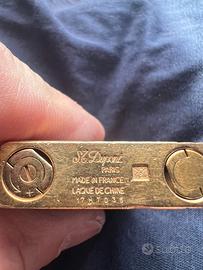 S.T. Dupont
PARIS
MADE IN FRANCE
LAQUE DE CHINE
+
subito